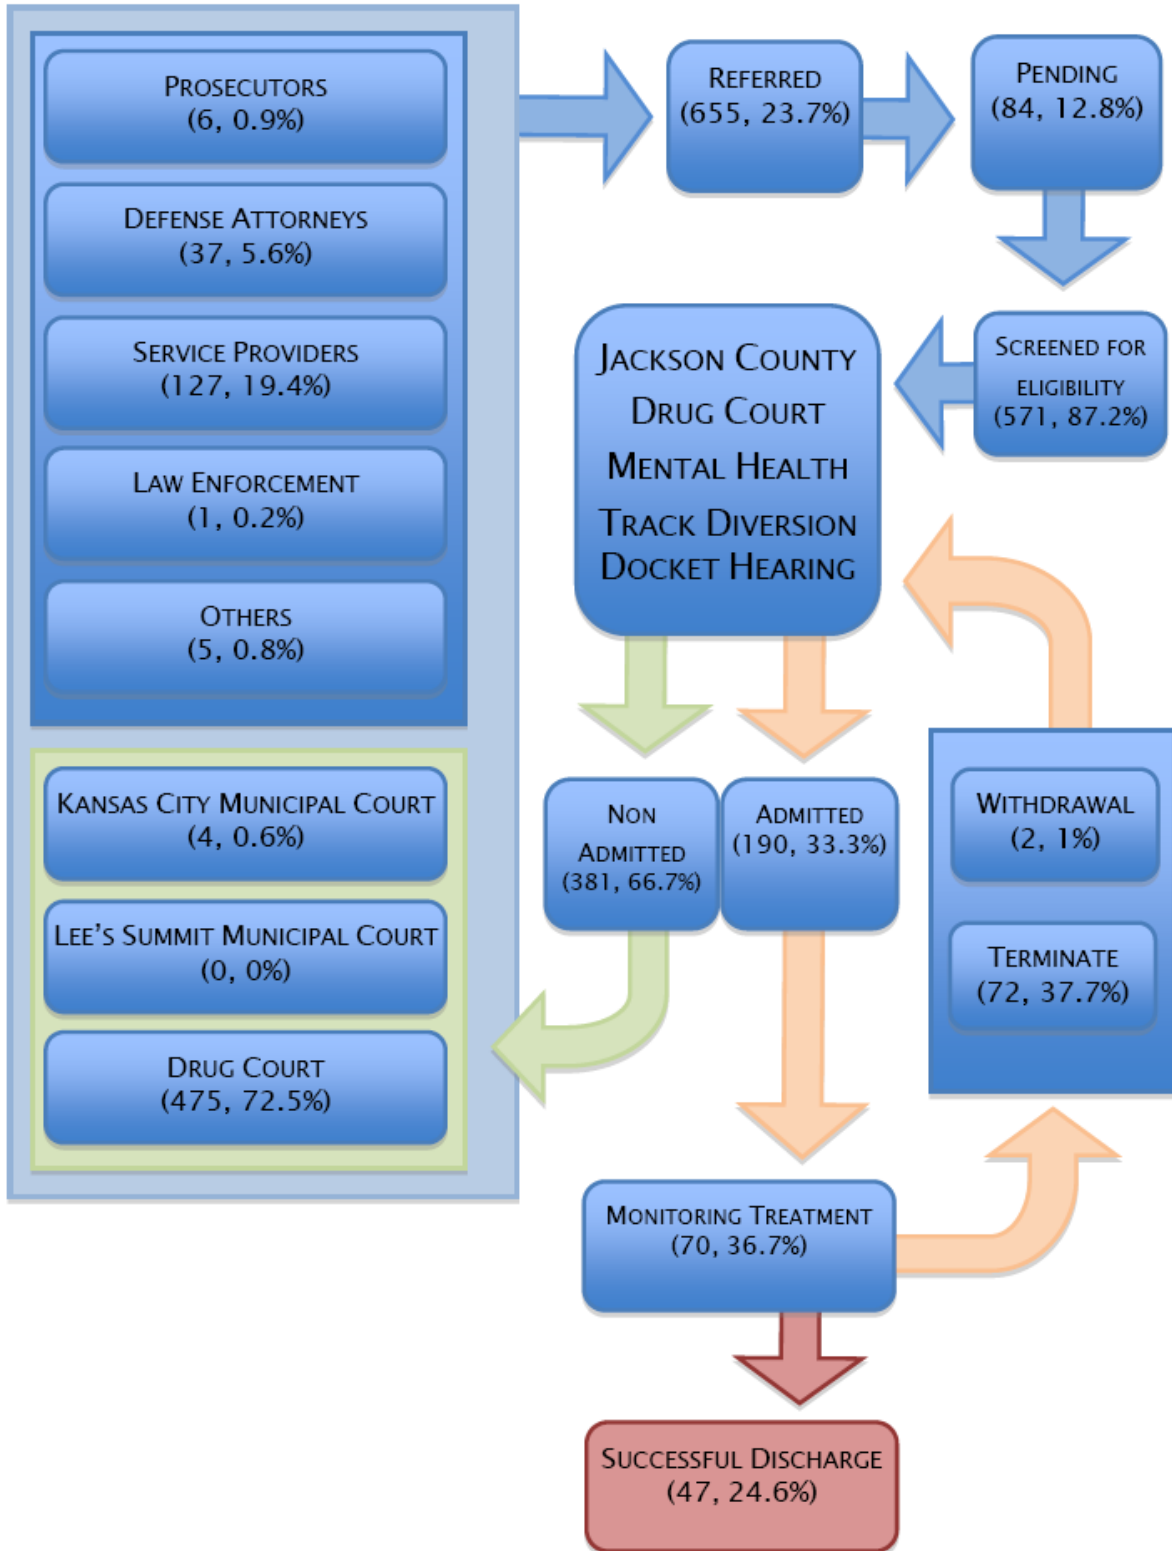 PROSECUTORS
(6, 0.9%)
DEFENSE ATTORNEYS
(37, 5.6%)
SERVICE PROVIDERS
(127, 19.4%)
LAW ENFORCEMENT
(1, 0.2%)
OTHERS
(5, 0.8%)
KANSAS CITY MUNICIPAL COURT
(4, 0.6%)
LEE'S SUMMIT MUNICIPAL COURT
(0, 0%)
DRUG COURT
(475, 72.5%)
REFERRED
(655, 23.7%)
PENDING
(84, 12.8%)
SCREENED FOR
ELIGIBILITY
(571, 87.2%)
JACKSON COUNTY
DRUG COURT
MENTAL HEALTH
TRACK DIVERSION
DOCKET HEARING
NON
ADMITTED
(381, 66.7%)
ADMITTED
(190, 33.3%)
WITHDRAWAL
(2, 1%)
TERMINATE
(72, 37.7%)
MONITORING TREATMENT
(70, 36.7%)
SUCCESSFUL DISCHARGE
(47, 24.6%)